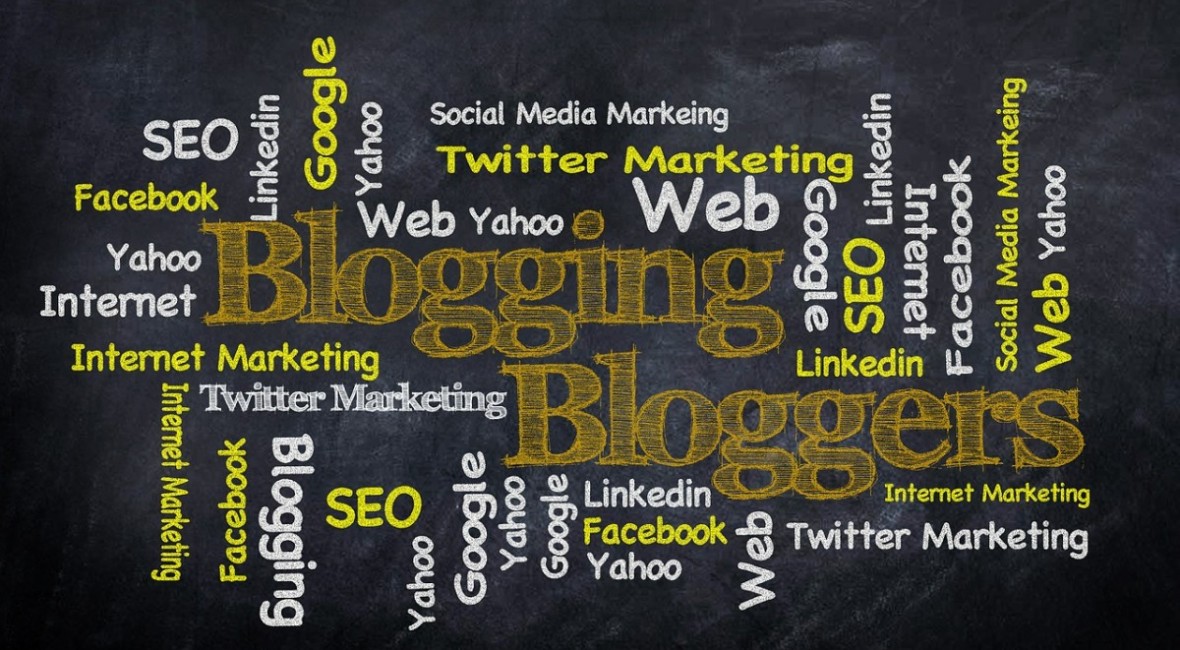 Google
Social Media Markeing
SEO
Linkedin
Yahoo
Twitter Marketing
Linkedin
Social Media Markeing
Facebook
Web
Yahoo
Web
Google
Internet
Facebook
Yahoo
Yahoo
Blogging
SEO
Internet
Web
Internet Marketing
Linkedin
Twitter Marketing
Bloggers
Internet Marketing
Facebook
Blogging
SEO
Google
Yahoo
Google
Linkedin
Internet Marketing
Facebook
Web
Twitter Marketing
Yahoo
Yahoo